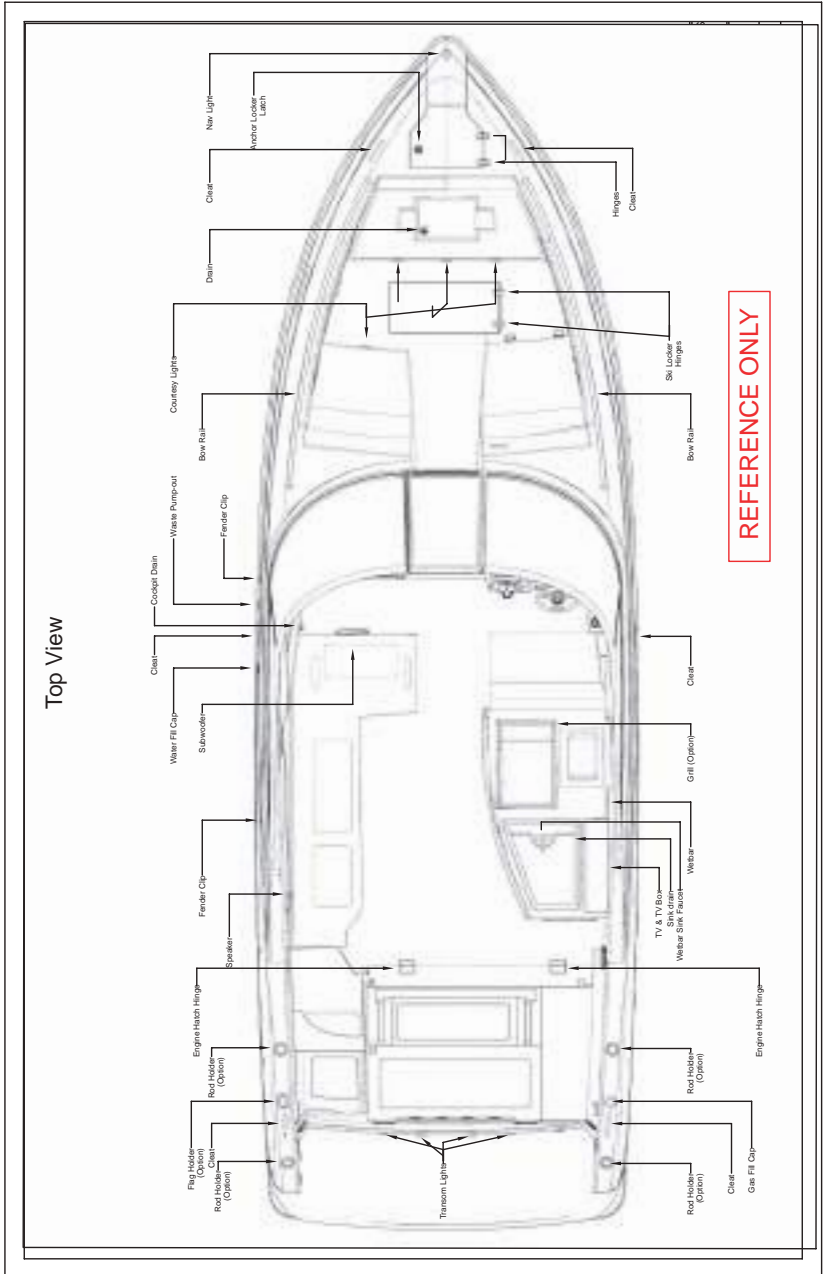 Top View
Nav Light
Anchor Locker
Latch
Cleat
Drain
Courtesy Lights
Bow Rail
Waste Pump-out
Fender Clip
Cockpit Drain
Cleat
Water Fill Cap
Subwoofer
Fender Clip
Speaker
Engine Hatch Hinge
Rod Holder
(Option)
Flag Holder
(Option)
Cleat
Rod Holder
(Option)
Transom Lights
Hinges
Cleat
Ski Locker
Hinges
Bow Rail
Cleat
Grill (Option)
Wetbar
TV & TV Box
Sink drain
Wetbar Sink Faucet
Engine Hatch Hinge
Rod Holder
(Option)
Gas Fill Cap
Cleat
Rod Holder
(Option)
REFERENCE ONLY